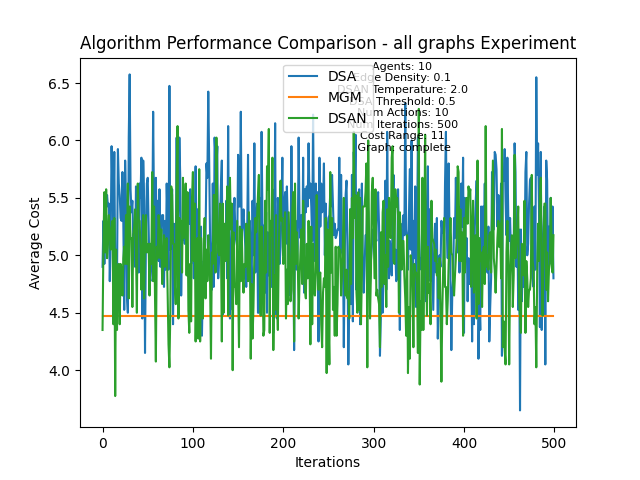 Algorithm Performance Comparison - all graphs Experiment
Average Cost
6.5
6.0
5.5
5.0
4.5
4.0
DSA
MGM
DSAN
Agents: 10
Edge Density: 0.1
DSAN Temperature: 2.0
DSA Threshold: 0.5
Num Actions: 10
Num Iterations: 500
Cost Range: 11
Graph: complete
0 100 200 300 400 500
Iterations